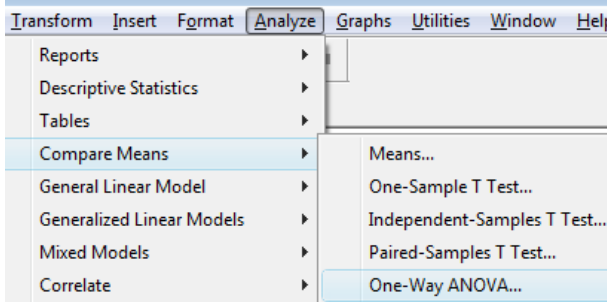 Transform Insert Format Analyze Graphs Utilities Window Help
Reports
Descriptive Statistics
Tables
Compare Means
General Linear Model
Generalized Linear Models
Mixed Models
Correlate
Means...
One-Sample T Test...
Independent-Samples T Test...
Paired-Samples T Test...
One-Way ANOVA...